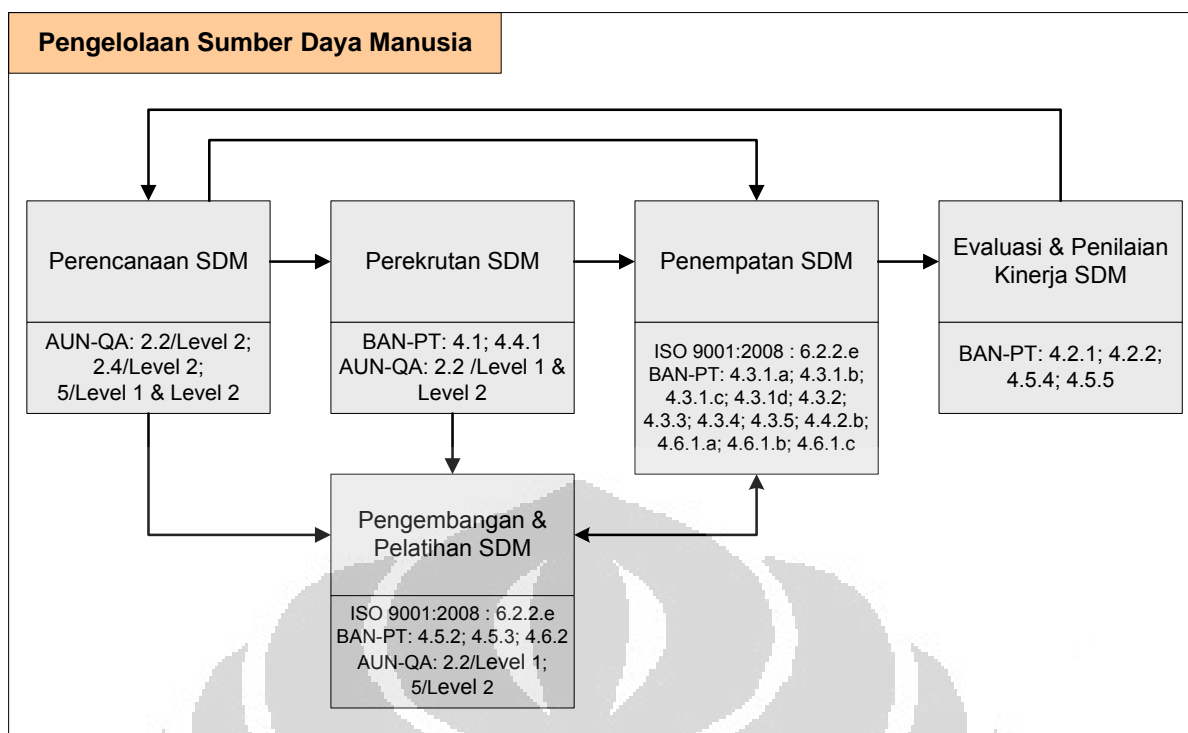 Pengelolaan Sumber Daya Manusia
Perencanaan SDM
AUN-QA: 2.2/Level 2;
2.4/Level 2;
5/Level 1 & Level 2
Perekrutan SDM
BAN-PT: 4.1; 4.4.1
AUN-QA: 2.2 /Level 1 &
Level 2
Penempatan SDM
ISO 9001:2008 : 6.2.2.e
BAN-PT: 4.3.1.a; 4.3.1.b;
4.3.1.c; 4.3.1d; 4.3.2;
4.3.3; 4.3.4; 4.3.5; 4.4.2.b;
4.6.1.a; 4.6.1.b; 4.6.1.c
Evaluasi & Penilaian
Kinerja SDM
BAN-PT: 4.2.1; 4.2.2;
4.5.4; 4.5.5
Pengembangan &
Pelatihan SDM
ISO 9001:2008 : 6.2.2.e
BAN-PT: 4.5.2; 4.5.3; 4.6.2
AUN-QA: 2.2/Level 1;
5/Level 2